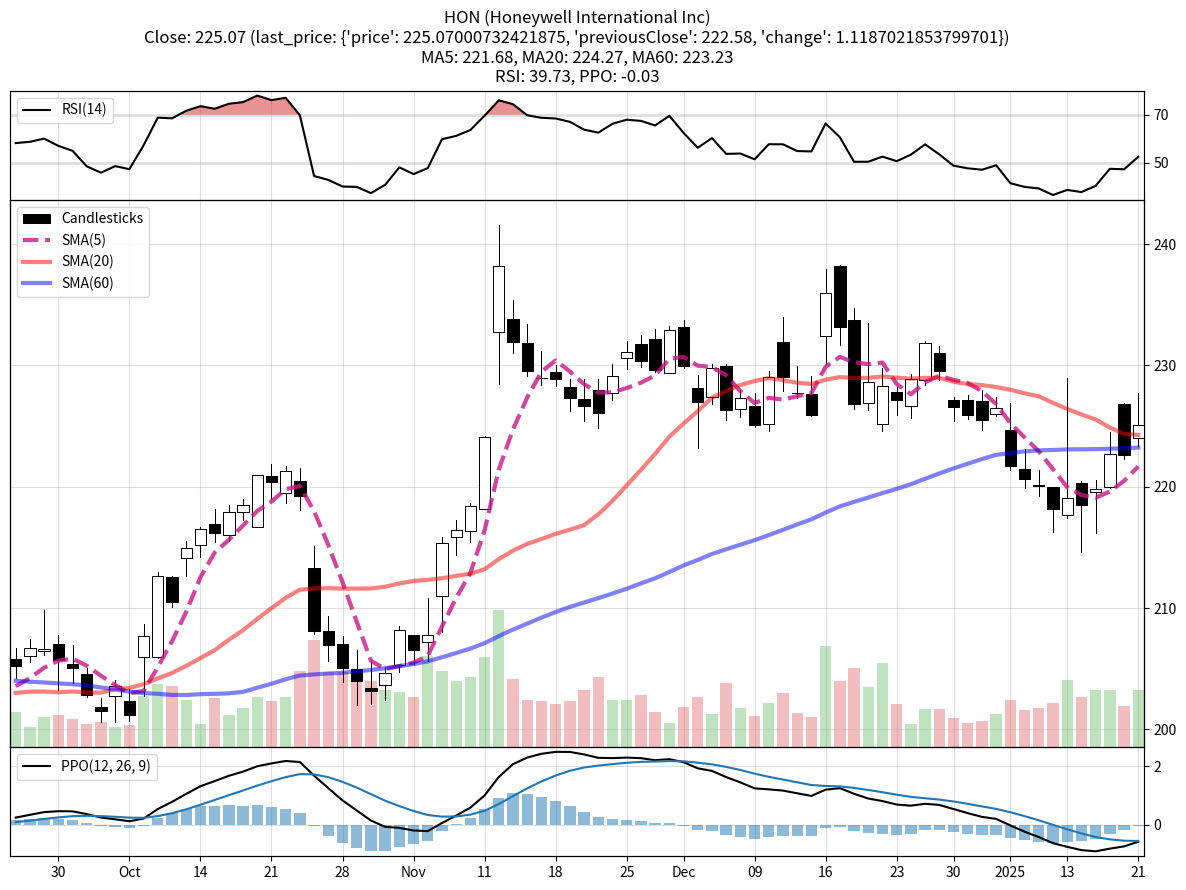 HON (Honeywell International Inc)
Close: 225.07 (last_price: {'price': 225.07000732421875, 'previousClose': 222.58, 'change': 1.1187021853799701})
MA5: 221.68, MA20: 224.27, MA60: 223.23
RSI: 39.73, PPO: -0.03
RSI(14)
70
50
Candlesticks
SMA(5)
SMA(20)
SMA(60)
240
230
220
210
200
PPO(12, 26, 9)
2
0
30 Oct 14 21 28 Nov 11 18 25 Dec 09 16 23 30 2025 13 21